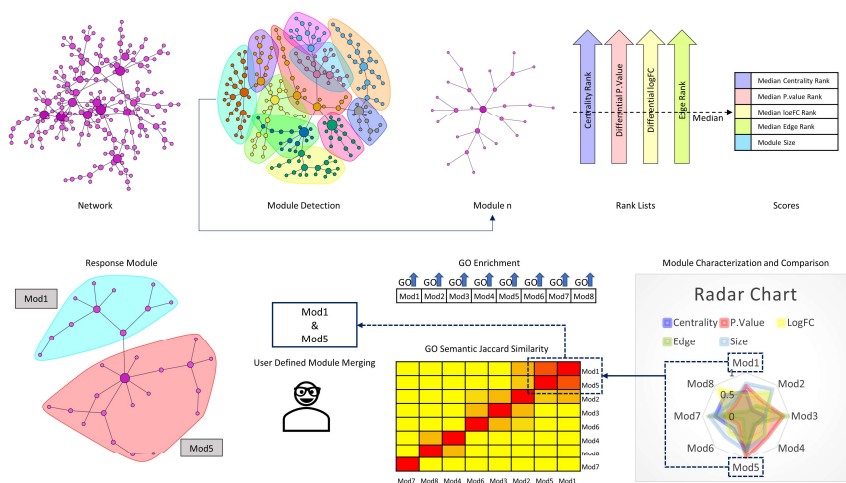 Centrality Rank
Differential P.Value
Differential logFC
Edge Rank
Median
Median Centrality Rank
Median P.value Rank
Median loeFC Rank
Median Edge Rank
Module Size
Network
Module Detection
Module n
Rank Lists
Scores
Response Module
Mod1
Mod5
GO Enrichment
GO GO GO GO GO GO GO GO
Mod1 Mod2 Mod3 Mod4 Mod5 Mod6 Mod7 Mod8
Mod1
&
Mod5
User Defined Module Merging
GO Semantic Jaccard Similarity
Mod1
Mod5
Mod2
Mod3
Mod6
Mod4
Mod8
Mod7
Mod7 Mod8 Mod4 Mod6 Mod3 Mod2 Mod5 Mod1
Module Characterization and Comparison
Radar Chart
Centrality P.Value LogFC
Edge Size
Mod1
1
Mod8 Mod2
0.5
Mod7 0 Mod3
Mod6 Mod4
Mod5